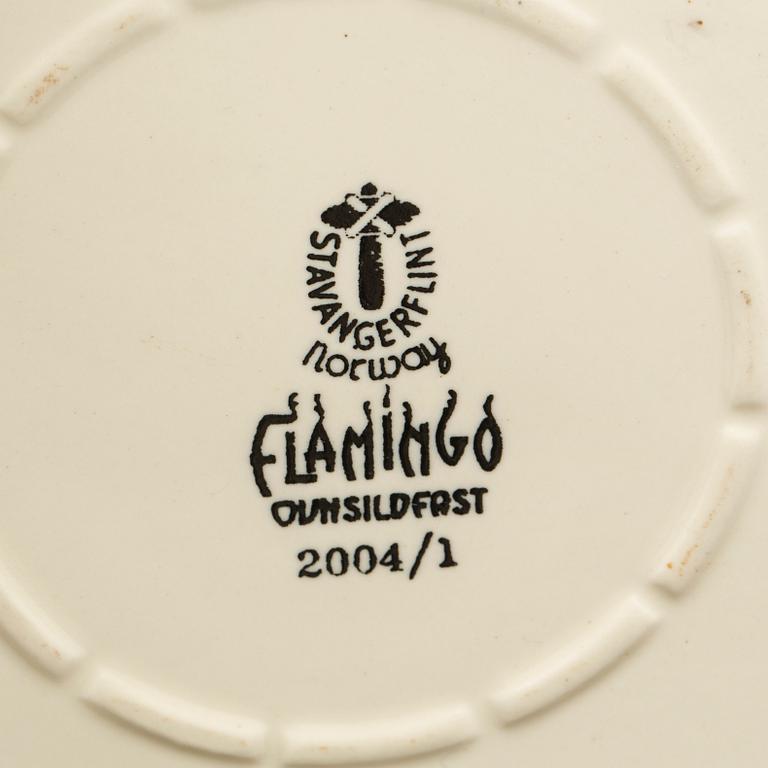 STAVANGERFLINT
Norway
FLAMINGO
OVNSILDFAST
2004/1